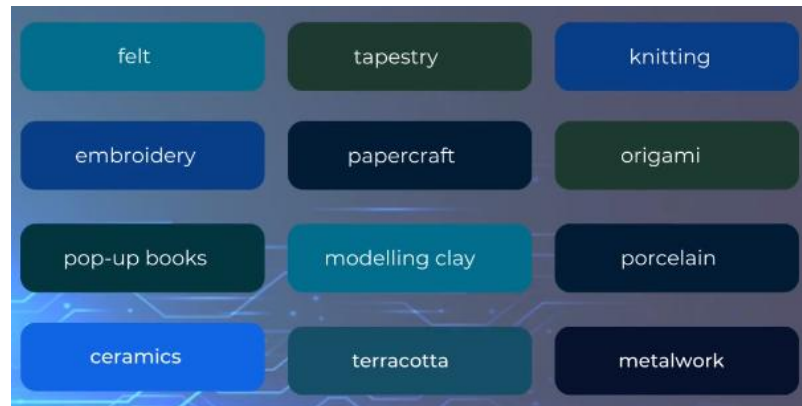 felt
tapestry
knitting
embroidery
papercraft
origami
pop-up books
modelling clay
porcelain
ceramics
terracotta
metalwork